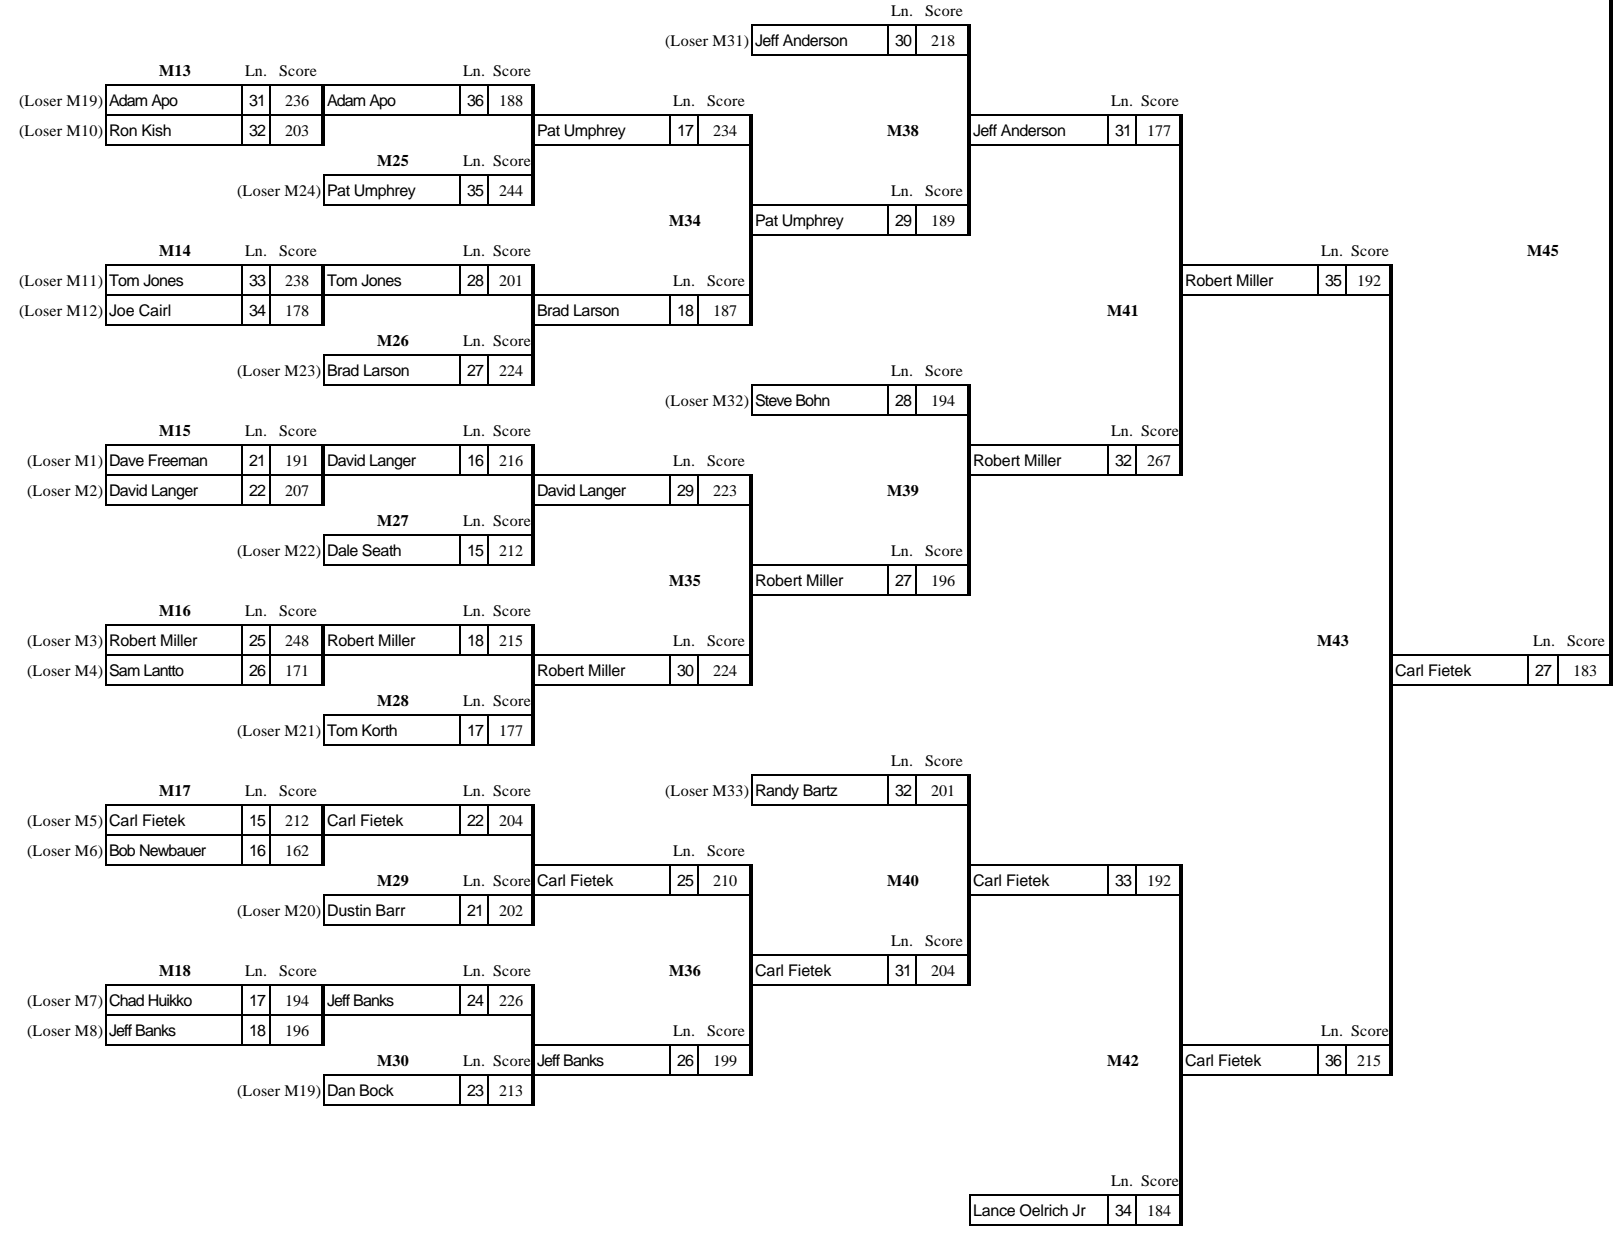 Ln. Score
(Loser M31) Jeff Anderson 30 218
M13 Ln. Score Ln. Score
(Loser M19) Adam Apo 31 236 Adam Apo 36 188 Ln. Score Ln. Score
(Loser M10) Ron Kish 32 203 Pat Umphrey 17 234 M38 Jeff Anderson 31 177
M25 Ln. Score
(Loser M24) Pat Umphrey 35 244 Ln. Score
M34 Pat Umphrey 29 189
M14 Ln. Score Ln. Score Ln. Score M45
(Loser M11) Tom Jones 33 238 Tom Jones 28 201 Ln. Score Robert Miller 35 192
(Loser M12) Joe Cairl 34 178 Brad Larson 18 187 M41
M26 Ln. Score
(Loser M23) Brad Larson 27 224 Ln. Score
(Loser M32) Steve Bohn 28 194
M15 Ln. Score Ln. Score Ln. Score
(Loser M1) Dave Freeman 21 191 David Langer 16 216 Ln. Score Robert Miller 32 267
(Loser M2) David Langer 22 207 David Langer 29 223 M39
M27 Ln. Score
(Loser M22) Dale Seath 15 212 Ln. Score
M35 Robert Miller 27 196
M16 Ln. Score Ln. Score
(Loser M3) Robert Miller 25 248 Robert Miller 18 215 Ln. Score M43 Ln. Score
(Loser M4) Sam Lantto 26 171 Robert Miller 30 224 Carl Fietek 27 183
M28 Ln. Score
(Loser M21) Tom Korth 17 177
Ln. Score
M17 Ln. Score Ln. Score (Loser M33) Randy Bartz 32 201
(Loser M5) Carl Fietek 15 212 Carl Fietek 22 204
(Loser M6) Bob Newbauer 16 162 Ln. Score
M29 Ln. Score Carl Fietek 25 210 M40 Carl Fietek 33 192
(Loser M20) Dustin Barr 21 202
Ln. Score
M18 Ln. Score Ln. Score M36 Carl Fietek 31 204
(Loser M7) Chad Huikko 17 194 Jeff Banks 24 226
(Loser M8) Jeff Banks 18 196 Ln. Score Ln. Score
M30 Ln. Score Jeff Banks 26 199 M42 Carl Fietek 36 215
(Loser M19) Dan Bock 23 213
Ln. Score
Lance Oelrich Jr 34 184